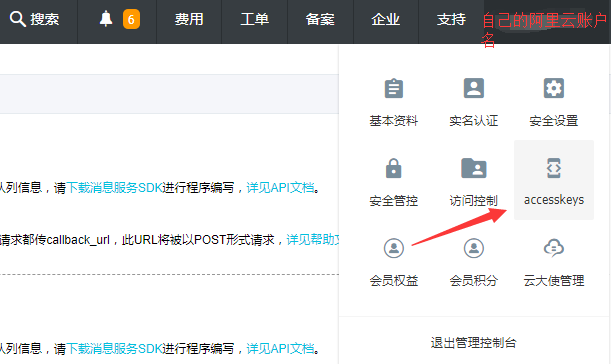 搜索 6 费用 工单 备案 企业 支持 自己的阿里云账户
名
基本资料 实名认证 安全设置
安全管控 访问控制 accesskeys
会员权益 会员积分 云大使管理
退出管理控制台
队列信息，请下载消息服务SDK进行程序编写，详见API文档。
请求都传callback_url，此URL将被以POST形式请求，详见帮助文
队列信息，请下载消息服务SDK进行程序编写，详见API文档。